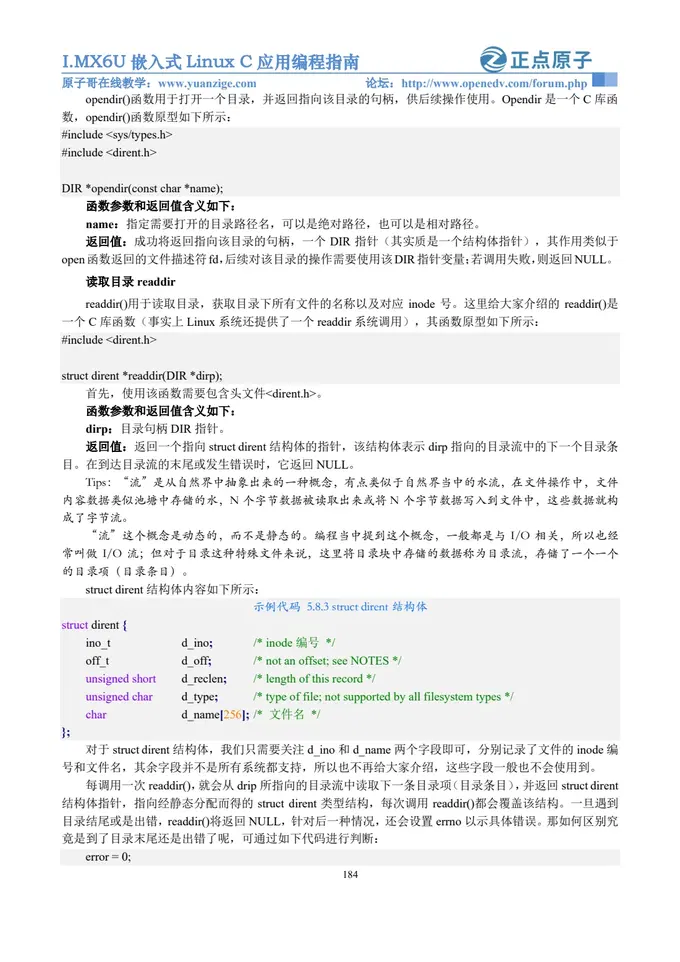 I.MX6U 嵌入式 Linux C 应用编程指南
正点原子
原子哥在线教学：www.yuanzige.com 论坛：http://www.openedv.com/forum.php
opendir()函数用于打开一个目录，并返回指向该目录的句柄，供后续操作使用。Opendir 是一个 C 库函
数，opendir()函数原型如下所示：
#include <sys/types.h>
#include <dirent.h>
DIR *opendir(const char *name);
函数参数和返回值含义如下：
name：指定需要打开的目录路径名，可以是绝对路径，也可以是相对路径。
返回值：成功将返回指向该目录的句柄，一个 DIR 指针（其实质是一个结构体指针），其作用类似于
open 函数返回的文件描述符 fd，后续对该目录的操作需要使用该 DIR 指针变量；若调用失败，则返回 NULL。
读取目录 readdir
readdir()用于读取目录，获取目录下所有文件的名称以及对应 inode 号。这里给大家介绍的 readdir()是
一个 C 库函数（事实上 Linux 系统还提供了一个 readdir 系统调用），其函数原型如下所示：
#include <dirent.h>
struct dirent *readdir(DIR *dirp);
首先，使用该函数需要包含头文件<dirent.h>。
函数参数和返回值含义如下：
dirp：目录句柄 DIR 指针。
返回值：返回一个指向 struct dirent 结构体的指针，该结构体表示 dirp 指向的目录流中的下一个目录条
目。在到达目录流的末尾或发生错误时，它返回 NULL。
Tips：“流”是从自然界中抽象出来的一种概念，有点类似于自然界当中的水流，在文件操作中，文件
内容数据类似池塘中存储的水，N 个字节数据被读取出来或将 N 个字节数据写入到文件中，这些数据就构
成了字节流。
“流”这个概念是动态的，而不是静态的。编程当中提到这个概念，一般都是与 I/O 相关，所以也经
常叫做 I/O 流；但对于目录这种特殊文件来说，这里将目录块中存储的数据称为目录流，存储了一个一个
的目录项（目录条目）。
struct dirent 结构体内容如下所示：
示例代码 5.8.3 struct dirent 结构体
struct dirent {
ino_t d_ino; /* inode 编号 */
off_t d_off; /* not an offset; see NOTES */
unsigned short d_reclen; /* length of this record */
unsigned char d_type; /* type of file; not supported by all filesystem types */
char d_name[256]; /* 文件名 */
};
对于 struct dirent 结构体，我们只需要关注 d_ino 和 d_name 两个字段即可，分别记录了文件的 inode 编
号和文件名，其余字段并不是所有系统都支持，所以也不再给大家介绍，这些字段一般也不会使用到。
每调用一次 readdir()，就会从 drip 所指向的目录流中读取下一条目录项（目录条目），并返回 struct dirent
结构体指针，指向经静态分配而得的 struct dirent 类型结构，每次调用 readdir()都会覆盖该结构。一旦遇到
目录结尾或是出错，readdir()将返回 NULL，针对后一种情况，还会设置 errno 以示具体错误。那如何区别究
竟是到了目录末尾还是出错了呢，可通过如下代码进行判断：
error = 0;
184